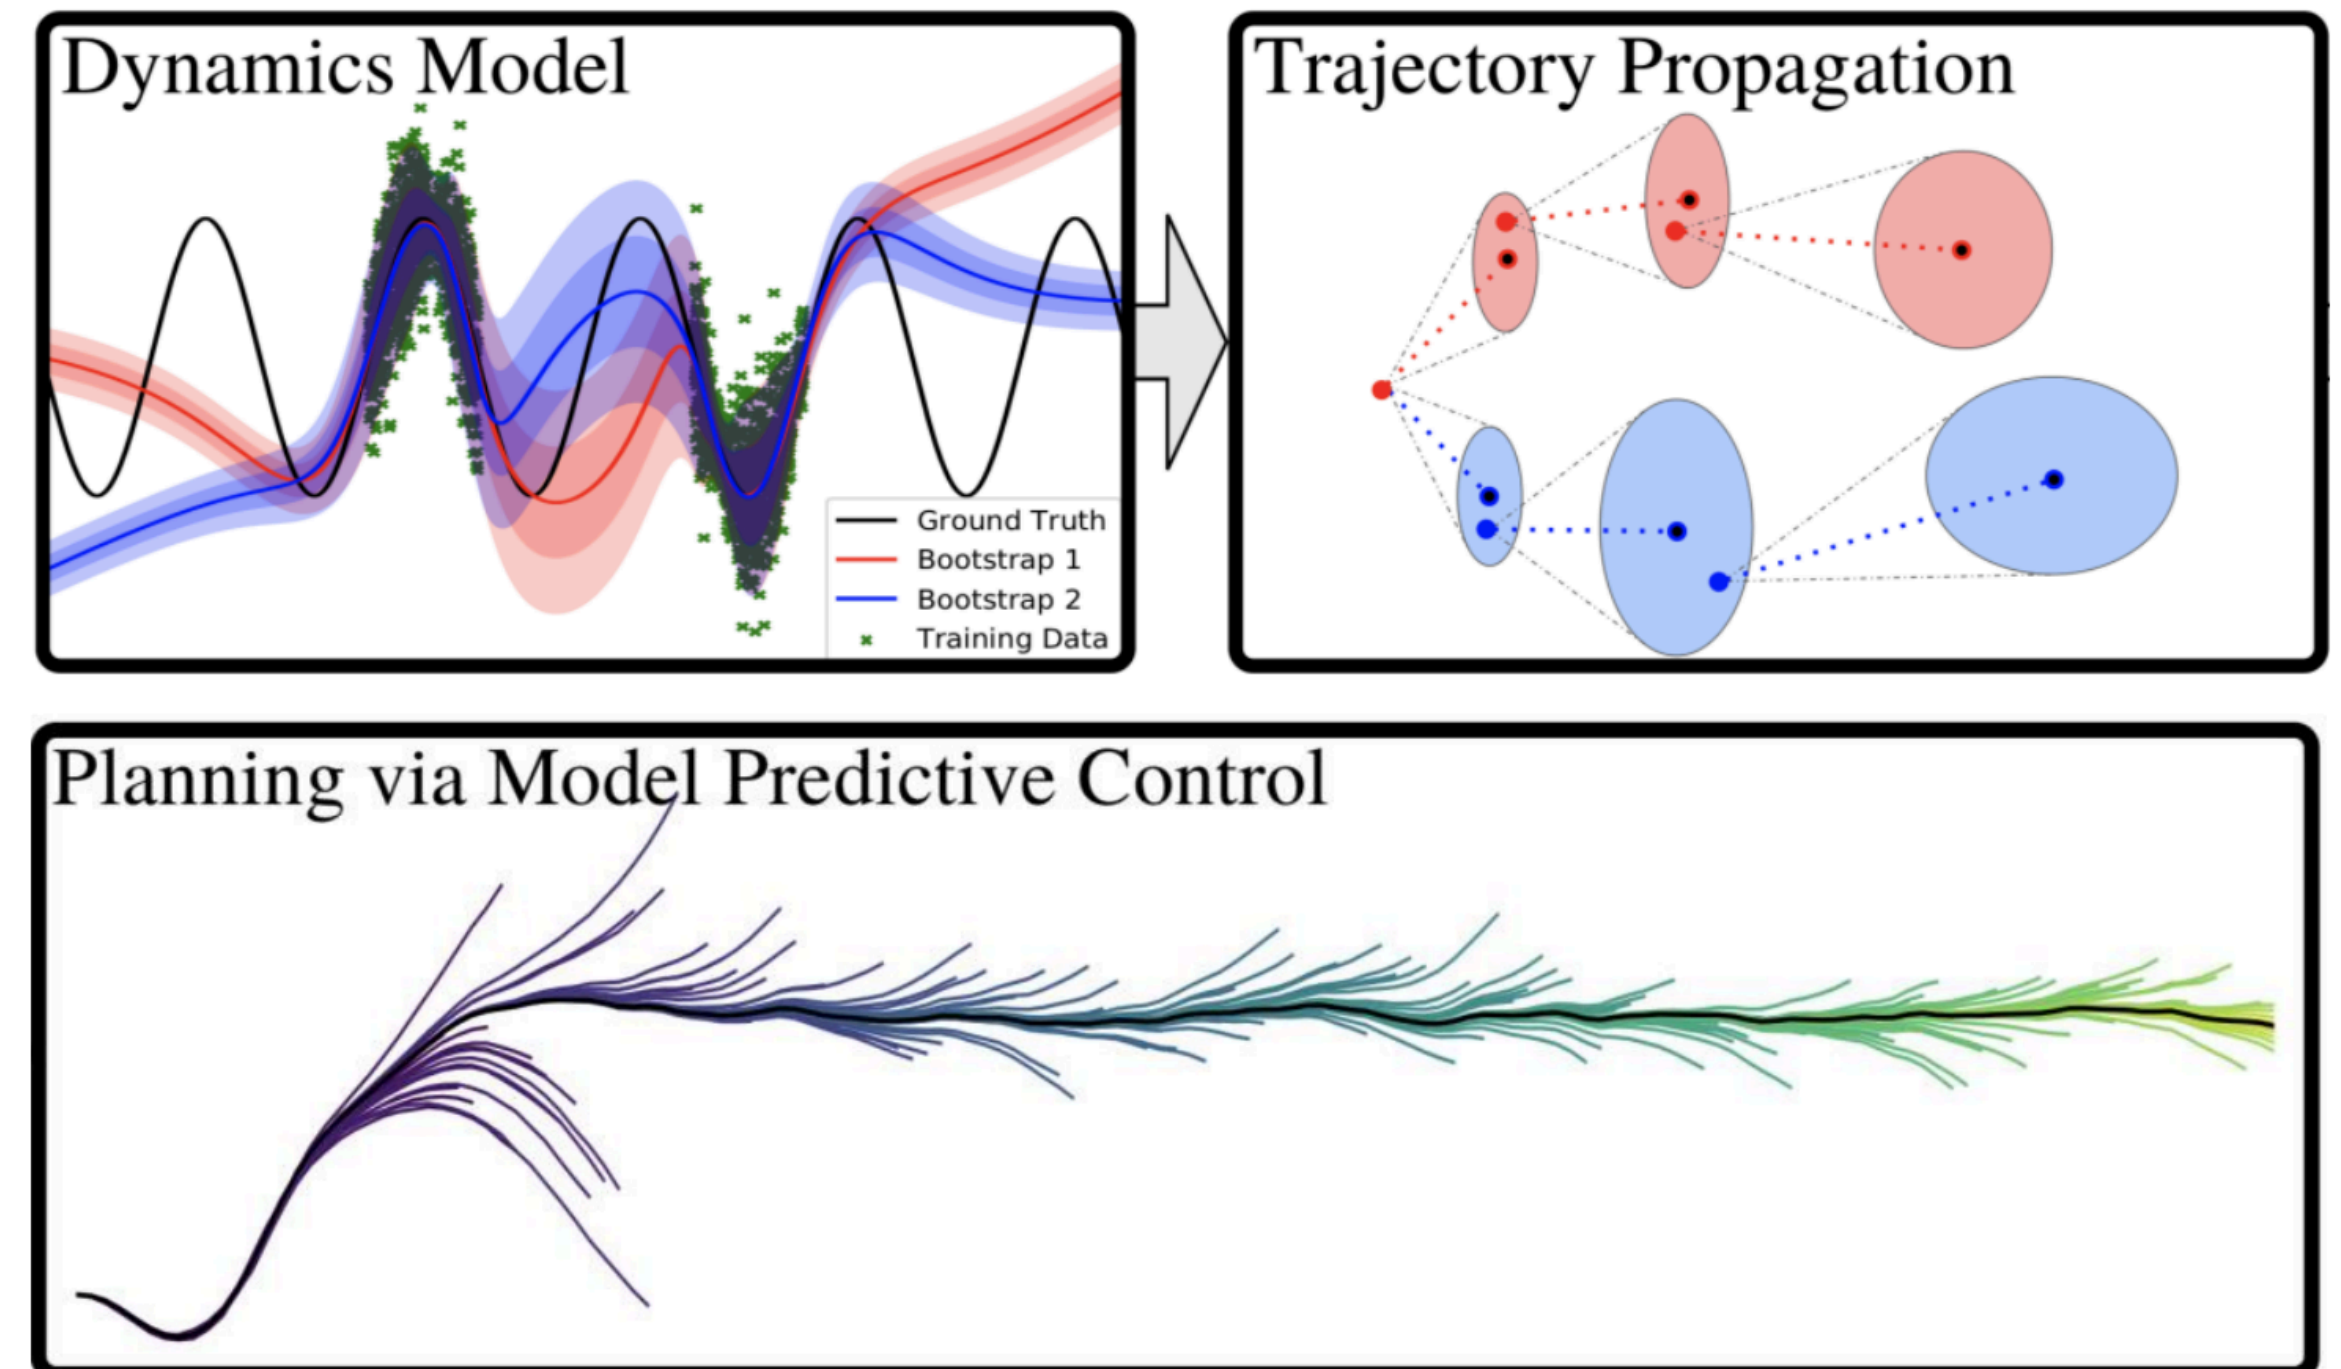 Dynamics Model
Ground Truth
Bootstrap 1
Bootstrap 2
Training Data
Trajectory Propagation
Planning via Model Predictive Control